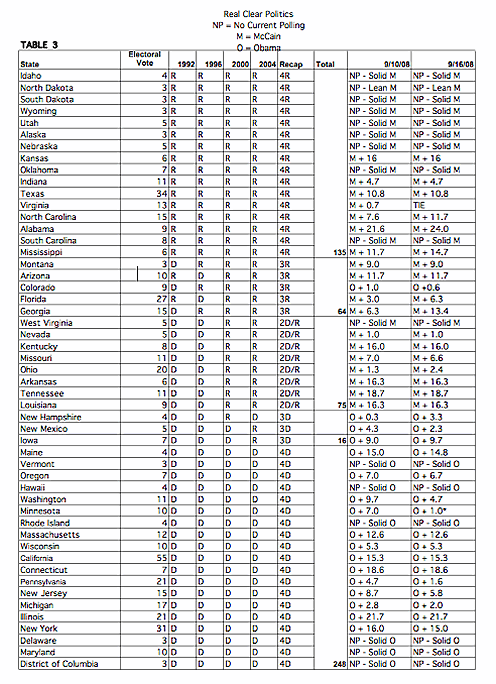 Real Clear Politics
NP = No Current Polling
M = McCain
O = Obama
TABLE 3
State Electoral Vote 1992 1996 2000 2004 Recap Total 9/10/08 9/16/08
Idaho 4 R R R R 4R NP - Solid M NP - Solid M
North Dakota 3 R R R R 4R NP - Lean M NP - Lean M
South Dakota 3 R R R R 4R NP - Solid M NP - Solid M
Wyoming 3 R R R R 4R NP - Solid M NP - Solid M
Utah 5 R R R R 4R NP - Solid M NP - Solid M
Alaska 3 R R R R 4R NP - Solid M NP - Solid M
Nebraska 5 R R R R 4R NP - Solid M NP - Solid M
Kansas 6 R R R R 4R M + 16 M + 16
Oklahoma 7 R R R R 4R NP - Solid M NP - Solid M
Indiana 11 R R R R 4R M + 4.7 M + 4.7
Texas 34 R R R R 4R M + 10.8 M + 10.8
Virginia 13 R R R R 4R M + 0.7 TIE
North Carolina 15 R R R R 4R M + 7.6 M + 11.7
Alabama 9 R R R R 4R M + 21.6 M + 24.0
South Carolina 8 R R R R 4R NP - Solid M NP - Solid M
Mississippi 6 R R R R 4R 135 M + 11.7 M + 14.7
Montana 3 D R R R 3R M + 9.0 M + 9.0
Arizona 10 R D R R 3R M + 11.7 M + 11.7
Colorado 9 D R R R 3R O + 1.0 O +0.6
Florida 27 R D R R 3R M + 3.0 M + 6.3
Georgia 15 D R R R 3R 64 M + 6.3 M + 13.4
West Virginia 5 D D R R 2D/R NP - Solid M NP - Solid M
Nevada 5 D D R R 2D/R M + 1.0 M + 1.0
Kentucky 8 D D R R 2D/R M + 16.0 M + 16.0
Missouri 11 D D R R 2D/R M + 7.0 M + 6.6
Ohio 20 D D R R 2D/R M + 1.3 M + 2.4
Arkansas 6 D D R R 2D/R M + 16.3 M + 16.3
Tennessee 11 D D R R 2D/R M + 18.7 M + 18.7
Louisiana 9 D D R R 2D/R 75 M + 16.3 M + 16.3
New Hampshire 4 D D R D 3D O + 0.3 O + 3.3
New Mexico 5 D D D R 3D O + 4.3 O + 2.3
Iowa 7 D D D R 3D 16 O + 9.0 O + 9.7
Maine 4 D D D D 4D O + 15.0 O + 14.8
Vermont 3 D D D D 4D NP - Solid O NP - Solid O
Oregon 7 D D D D 4D O + 7.0 O + 6.7
Hawaii 4 D D D D 4D NP - Solid O NP - Solid O
Washington 11 D D D D 4D O + 9.7 O + 4.7
Minnesota 10 D D D D 4D O + 7.0 O + 1.0*
Rhode Island 4 D D D D 4D NP - Solid O NP - Solid O
Massachusetts 12 D D D D 4D O + 12.6 O + 12.6
Wisconsin 10 D D D D 4D O + 5.3 O + 5.3
California 55 D D D D 4D O + 15.3 O + 15.3
Connecticut 7 D D D D 4D O + 18.6 O + 18.6
Pennsylvania 21 D D D D 4D O + 4.7 O + 1.6
New Jersey 15 D D D D 4D O + 8.7 O + 5.8
Michigan 17 D D D D 4D O + 2.8 O + 2.0
Illinois 21 D D D D 4D O + 21.7 O + 21.7
New York 31 D D D D 4D O + 16.0 O + 15.0
Delaware 3 D D D D 4D NP - Solid O NP - Solid O
Maryland 10 D D D D 4D NP - Solid O NP - Solid O
District of Columbia 3 D D D D 4D 248 NP - Solid O NP - Solid O